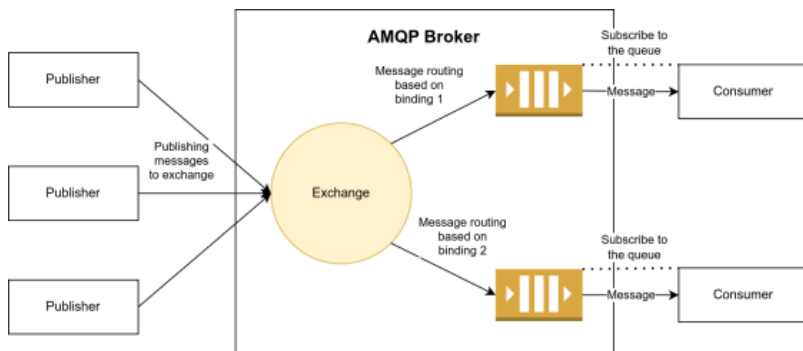 AMQP Broker
Subscribe to
the queue
Publisher
Message routing
based on
binding 1
Message
Consumer
Publishing
messages
to exchange
Publisher
Exchange
Message routing
based on
binding 2
Subscribe to
the queue
Publisher
Message
Consumer